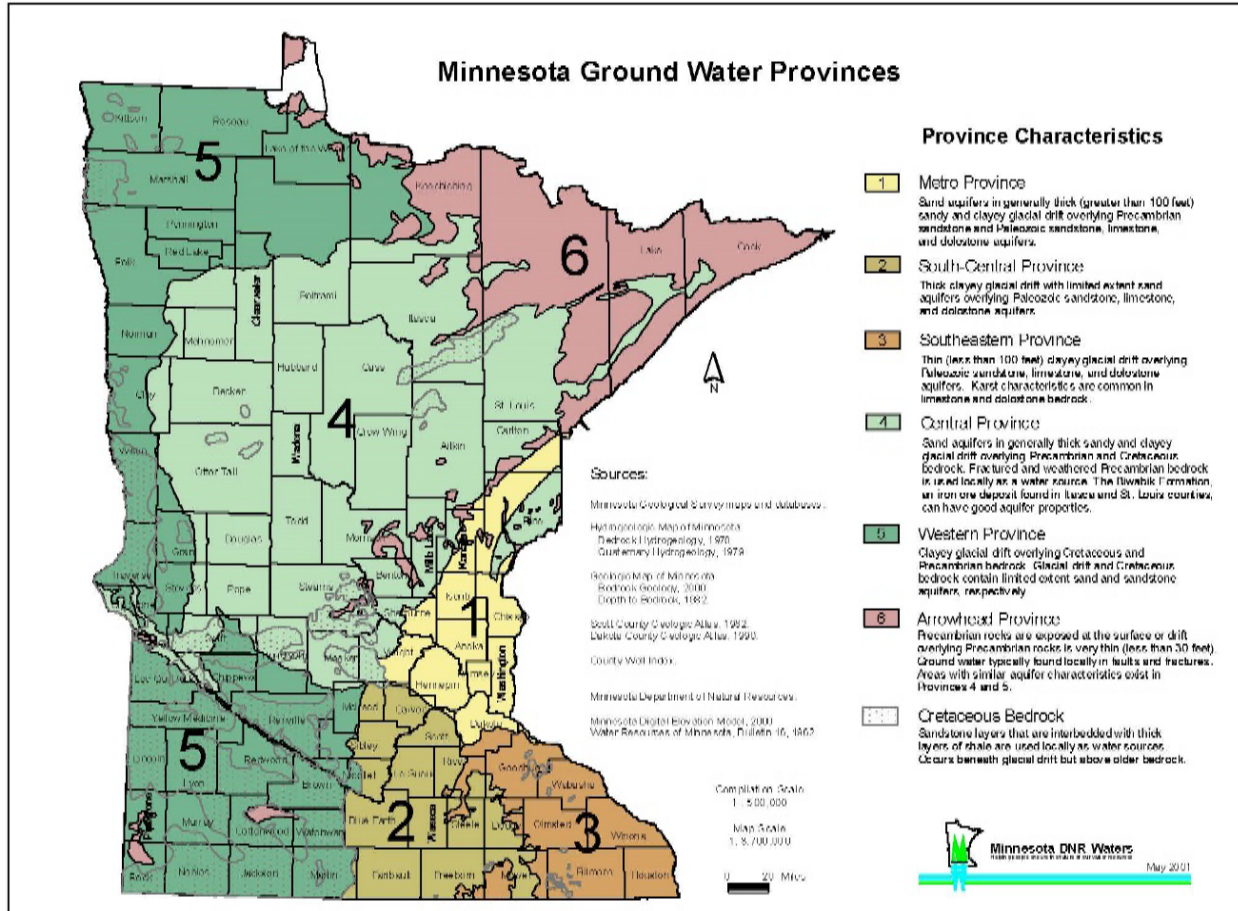 Minnesota Ground Water Provinces
Province Characteristics
1 Metro Province
Sand aquifers in generally thick (greater than 100 feet)
sandy and clayey glacial drift overlying Precambrian
sandstone and Paleozoic sandstone, limestone,
and dolostone aquifers.
2 South-Central Province
Thick clayey glacial drift with limited extent sand
aquifers overlying Paleozoic sandstone, limestone,
and dolostone aquifers
3 Southeastern Province
Thin (less than 100 feet) clayey glacial drift overlying
Paleozoic sandstone, limestone, and dolostone
aquifers. Karst characteristics are common in
limestone and dolostone bedrock.
4 Central Province
Sand aquifers in generally thick sandy and clayey
glacial drift overlying Precambrian and Cretaceous
bedrock. Fractured and weathered Precambrian bedrock
is used locally as a water source. The Biwabik Formation,
an iron ore deposit found in Itasca and St. Louis counties,
can have good aquifer properties.
5 Western Province
Clayey glacial drift overlying Cretaceous and
Precambrian bedrock. Glacial drift and Cretaceous
bedrock contain limited extent sand and sandstone
aquifers, respectively
6 Arrowhead Province
Precambrian rocks are exposed at the surface or drift
overlying Precambrian rocks is very thin (less than 30 feet).
Ground water typically found locally in faults and fractures.
Areas with similar aquifer characteristics exist in
Provinces 4 and 5.
Cretaceous Bedrock
Sandstone layers that are interbedded with thick
layers of shale are used locally as water sources
Occurs beneath glacial drift but above older bedrock.
Kittson
Roseau
Lake of the
5
Marshall
Koochiching
Pennington
Red Lake
Polk
6
Lake
Cook
Clearwater
Beltrami
Itasca
Norman
Mahnomen
Hubbard
Cass
Clay
Becker
St. Louis
N
4
Wadena
Crow Wing
Aitkin
Carlton
Wilkin
Otter Tail
Todd
Mille Lacs
Pine
Grant
Douglas
Benton
Traverse
Stevens
Pope
Stearns
Isanti
1
Anoka
Wright
Hennepin
Washington
Chippewa
Dakota
Yellow Medicine
Renville
Carver
Scott
Sibley
Lincoln
5
Lyon
Redwood
Brown
Nicollet
Le Sueur
Rice
Goodhue
Wabasha
Murray
Cottonwood
Watonwan
Blue Earth
2
Waseca
Steele
Olmsted
3
Winona
Rock
Nobles
Jackson
Martin
Faribault
Freeborn
Mower
Fillmore
Houston
Sources:
Minnesota Geological Survey maps and databases:
Hydrogeologic Map of Minnesota
Bedrock Hydrogeology, 1978
Quaternary Hydrogeology, 1979
Geologic Map of Minnesota
Bedrock Geology, 2000
Depth to Bedrock, 1982
Scott County Geologic Atlas, 1982.
Dakota County Geologic Atlas, 1990.
County Well Index.
Minnesota Department of Natural Resources:
Minnesota Digital Elevation Model, 2000
Water Resources of Minnesota, Bulletin 16, 1962
Compilation Scale
1: 500,000
Map Scale
1: 3,700,000
0 20 Miles
Minnesota DNR Waters
May 2001